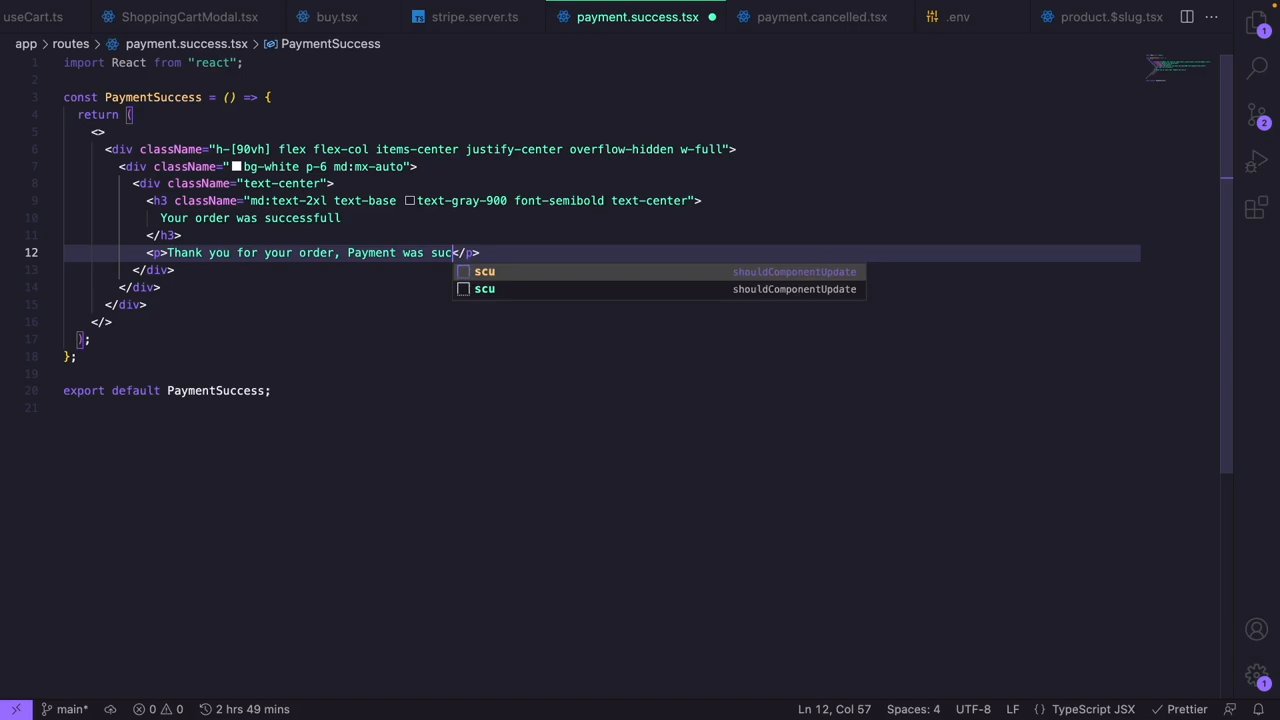 useCart.ts ShoppingCartModal.tsx buy.tsx stripe.server.ts payment.success.tsx payment.cancelled.tsx .env product.$slug.tsx
app > routes > payment.success.tsx > PaymentSuccess
1 import React from "react";
2
3 const PaymentSuccess = () => {
4 return (
5 <>
6 <div className="h-[90vh] flex flex-col items-center justify-center overflow-hidden w-full">
7 <div className="bg-white p-6 md:mx-auto">
8 <div className="text-center">
9 <h3 className="md:text-2xl text-base text-gray-900 font-semibold text-center">
10 Your order was successfull
11 </h3>
12 <p>Thank you for your order, Payment was suc</p>
scu shouldComponentUpdate
13 </div>
scu shouldComponentUpdate
14 </div>
15 </div>
16 </>
17 );
18 };
19
20 export default PaymentSuccess;
21
1
2
1
main* 0 0 2 hrs 49 mins Ln 12, Col 57 Spaces: 4 UTF-8 LF {} TypeScript JSX Prettier